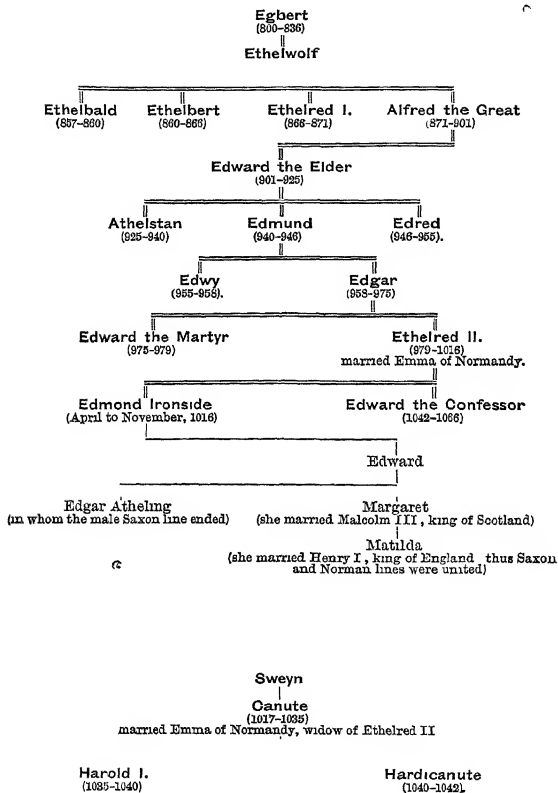 Egbert
(800–836)
Ethelwolf
Ethelbald Ethelbert Ethelred I. Alfred the Great
(857–860) (860–866) (866–871) (871–901)
Edward the Elder
(901–925)
Athelstan Edmund Edred
(925–940) (940–946) (946–955).
Edwy Edgar
(955–958). (958–975)
Edward the Martyr Ethelred II.
(975–979) (979–1016)
married Emma of Normandy.
Edmond Ironside Edward the Confessor
(April to November, 1016) (1042–1066)
Edward
Edgar Atheling Margaret
(in whom the male Saxon line ended) (she married Malcolm III, king of Scotland)
Matilda
(she married Henry I, king of England thus Saxon
and Norman lines were united)
Sweyn
Canute
(1017–1035)
married Emma of Normandy, widow of Ethelred II
Harold I. Hardicanute
(1035–1040) (1040–1042).